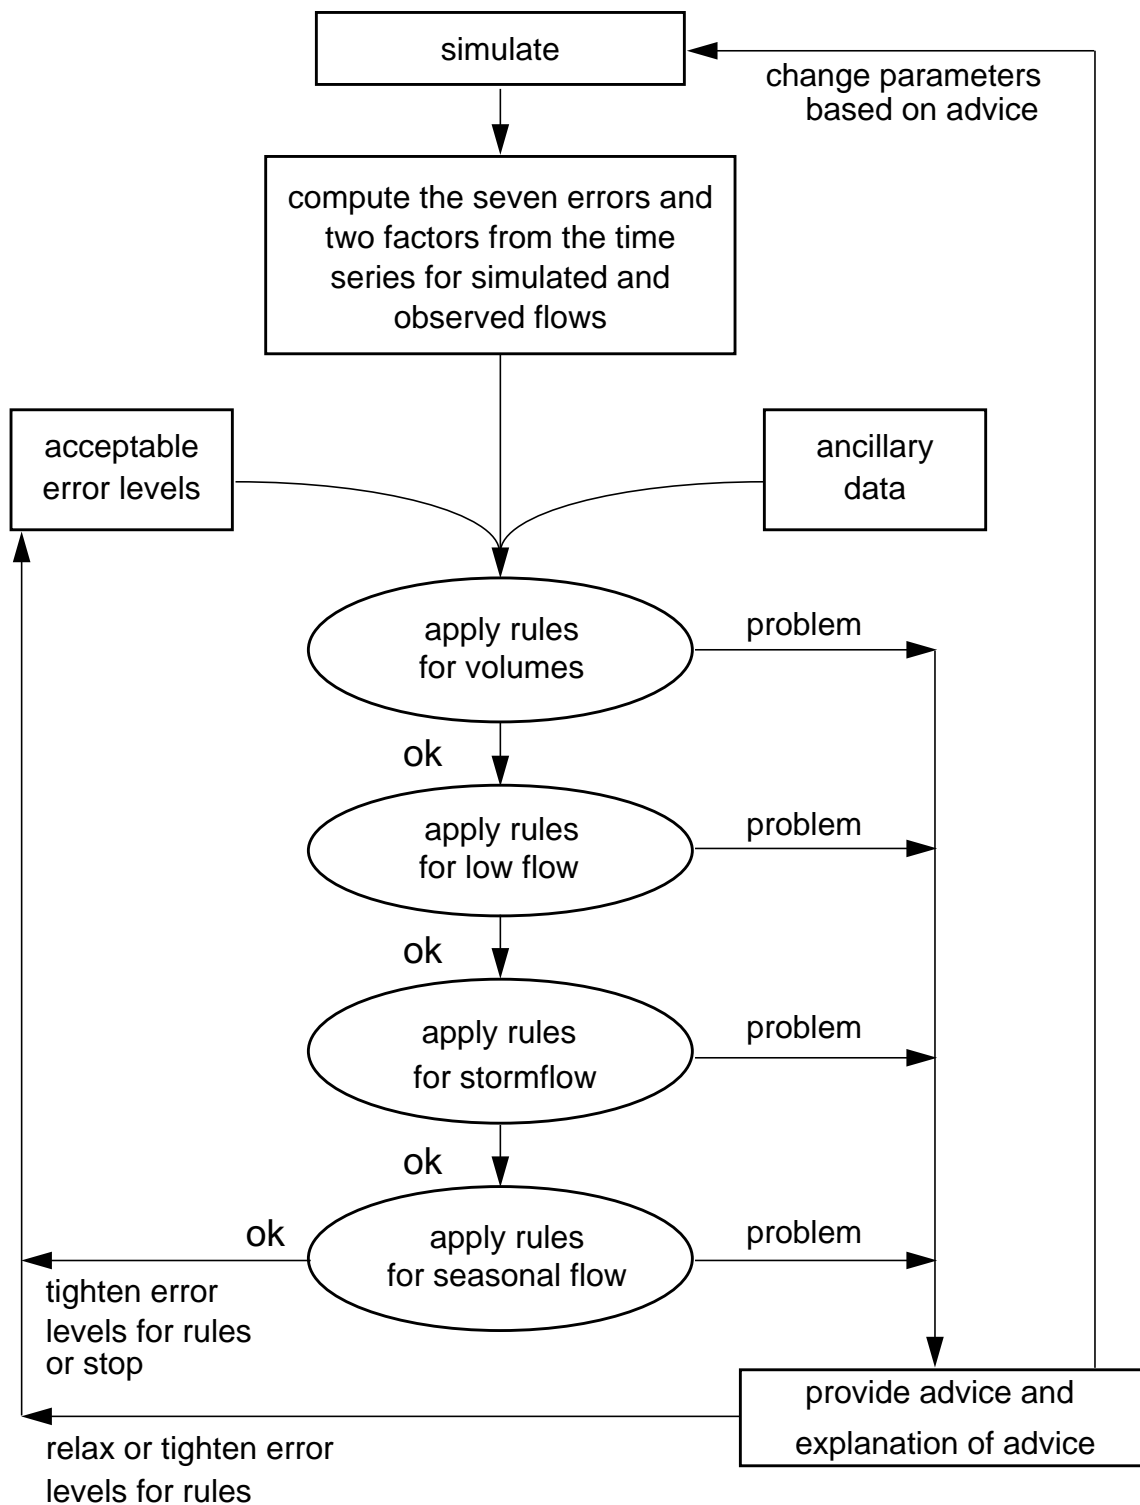 simulate
change parameters
based on advice
compute the seven errors and
two factors from the time
series for simulated and
observed flows
acceptable
error levels
ancillary
data
apply rules
for volumes
problem
ok
apply rules
for low flow
problem
ok
apply rules
for stormflow
problem
ok
apply rules
for seasonal flow
problem
ok
tighten error
levels for rules
or stop
provide advice and
explanation of advice
relax or tighten error
levels for rules